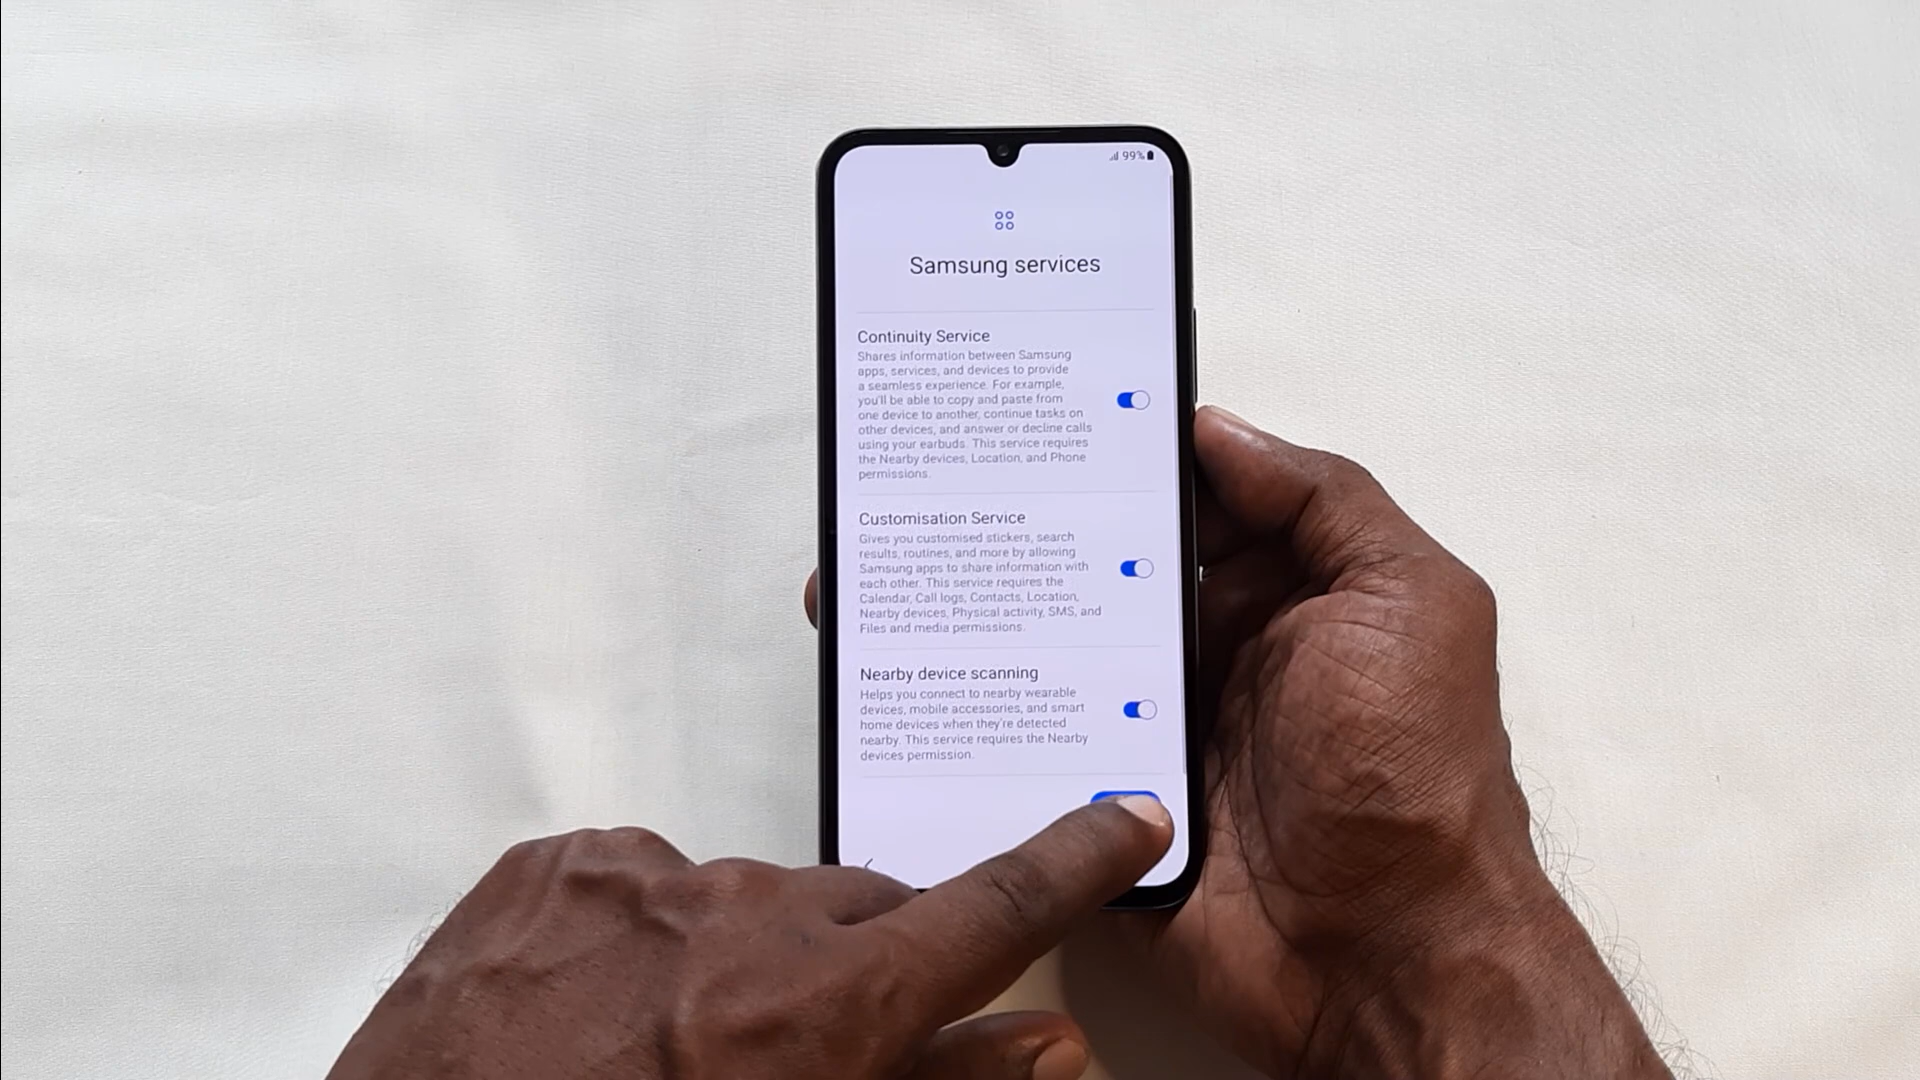 99%
Samsung services
Continuity Service
Shares information between Samsung
apps, services, and devices to provide
a seamless experience. For example,
you'll be able to copy and paste from
one device to another, continue tasks on
other devices, and answer or decline calls
using your earbuds. This service requires
the Nearby devices, Location, and Phone
permissions.
Customisation Service
Gives you customised stickers, search
results, routines, and more by allowing
Samsung apps to share information with
each other. This service requires the
Calendar, Call logs, Contacts, Location,
Nearby devices, Physical activity, SMS, and
Files and media permissions.
Nearby device scanning
Helps you connect to nearby wearable
devices, mobile accessories, and smart
home devices when they're detected
nearby. This service requires the Nearby
devices permission.